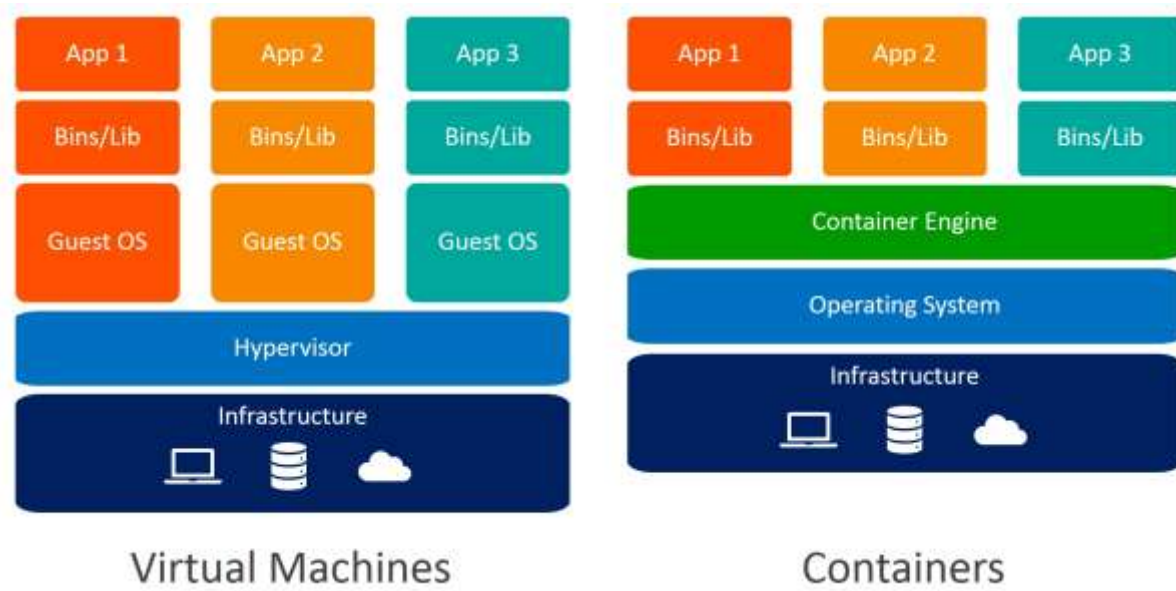 App 1
App 2
App 3
Bins/Lib
Bins/Lib
Bins/Lib
Guest OS
Guest OS
Guest OS
Hypervisor
Infrastructure
Virtual Machines
App 1
App 2
App 3
Bins/Lib
Bins/Lib
Bins/Lib
Container Engine
Operating System
Infrastructure
Containers